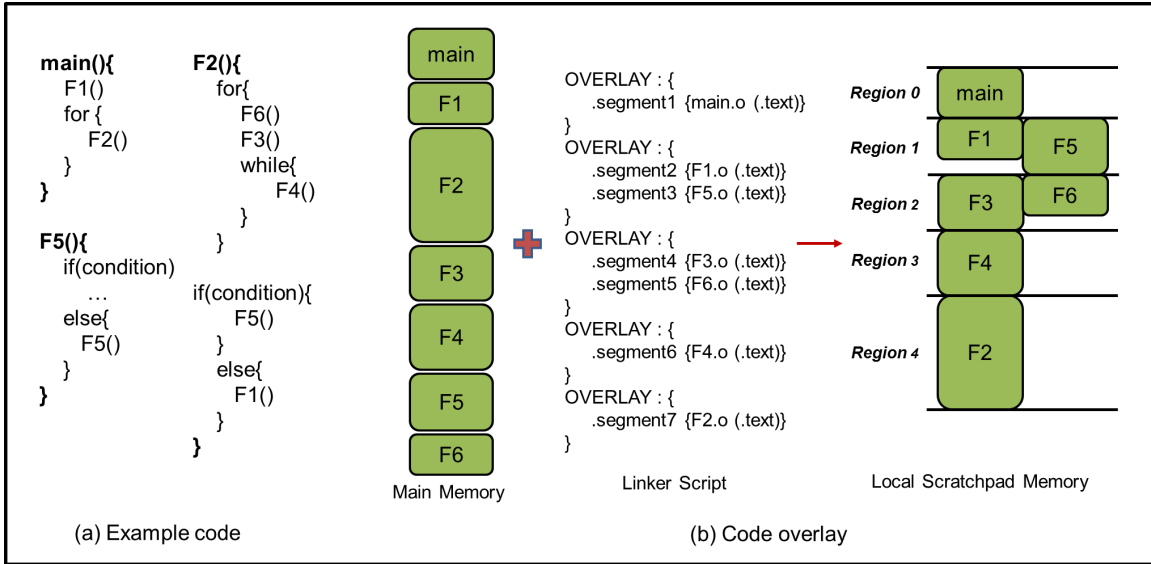 main(){
F1()
for {
F2()
}
}
F5(){
if(condition)
…
else{
F5()
}
}
F2(){
for{
F6()
F3()
while{
F4()
}
}
if(condition){
F5()
}
else{
F1()
}
}
(a) Example code
main
F1
F2
F3
F4
F5
F6
Main Memory
OVERLAY : {
.segment1 {main.o (.text)}
}
OVERLAY : {
.segment2 {F1.o (.text)}
.segment3 {F5.o (.text)}
}
OVERLAY : {
.segment4 {F3.o (.text)}
.segment5 {F6.o (.text)}
}
OVERLAY : {
.segment6 {F4.o (.text)}
}
OVERLAY : {
.segment7 {F2.o (.text)}
}
Linker Script
Region 0
main
Region 1
F1
F5
Region 2
F3
F6
Region 3
F4
Region 4
F2
Local Scratchpad Memory
(b) Code overlay